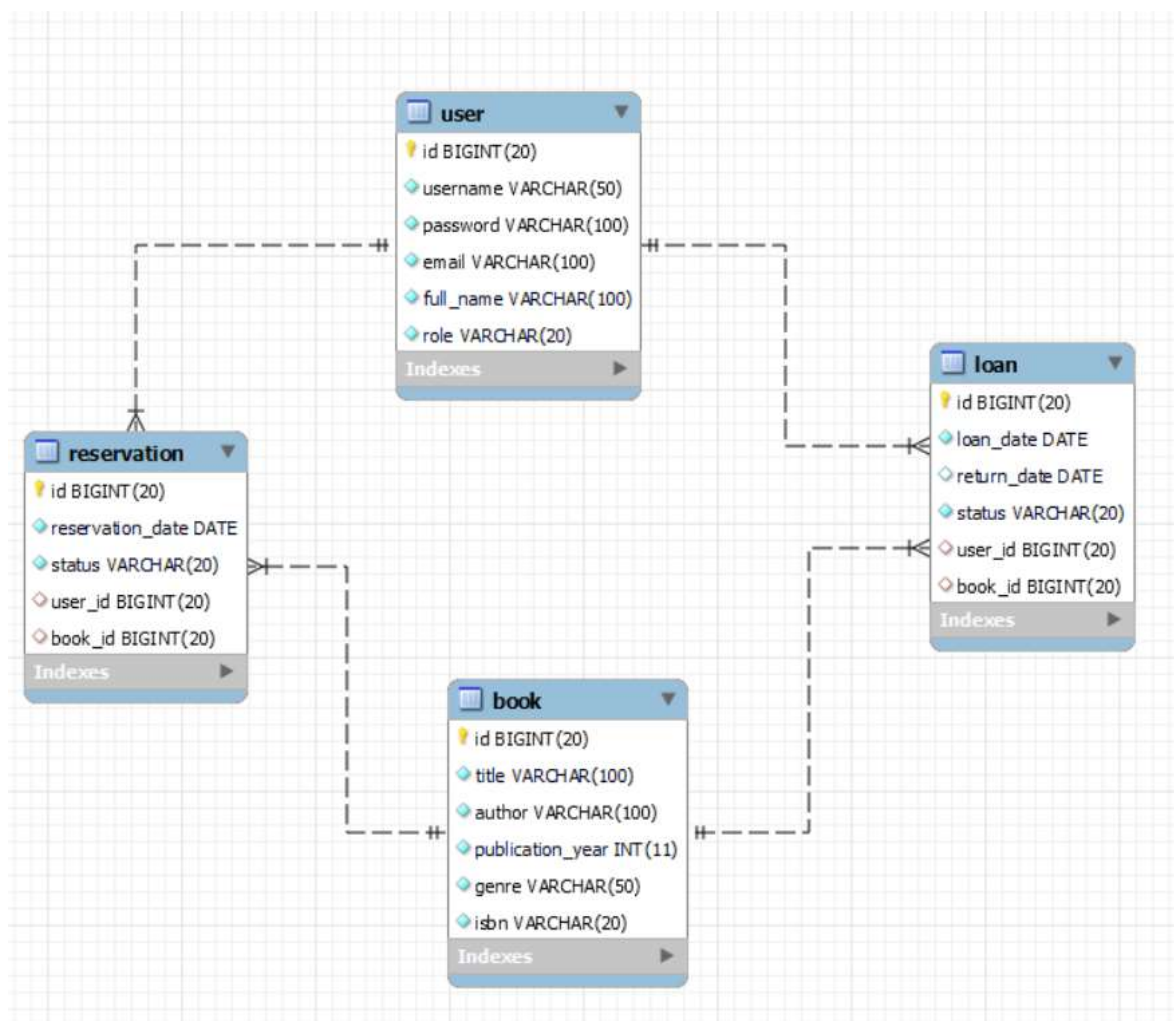 user
id BIGINT(20)
username VARCHAR(50)
password VARCHAR(100)
email VARCHAR(100)
full_name VARCHAR(100)
role VARCHAR(20)
Indexes
loan
id BIGINT(20)
loan_date DATE
return_date DATE
status VARCHAR(20)
user_id BIGINT(20)
book_id BIGINT(20)
Indexes
reservation
id BIGINT(20)
reservation_date DATE
status VARCHAR(20)
user_id BIGINT(20)
book_id BIGINT(20)
Indexes
book
id BIGINT(20)
title VARCHAR(100)
author VARCHAR(100)
publication_year INT(11)
genre VARCHAR(50)
isbn VARCHAR(20)
Indexes